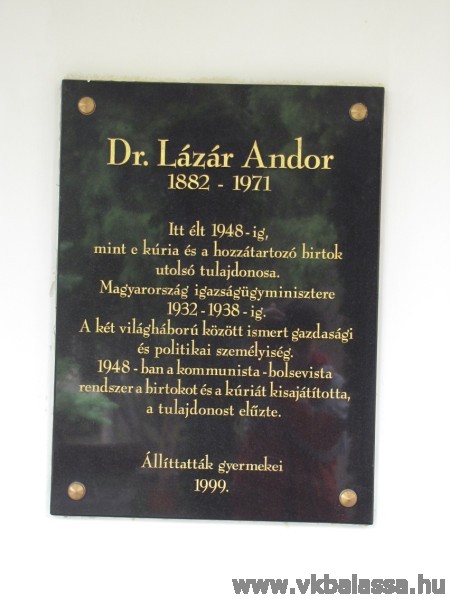 Dr. Lázár Andor
1882 - 1971
Itt élt 1948-ig,
mint e kúria és a hozzátartozó birtok
utolsó tulajdonosa.
Magyarország igazságügyminisztere
1932-1938-ig.
A két világháború között ismert gazdasági
és politikai személyiség.
1948-ban a kommunista-bolsevista
rendszer a birtokot és a kúriát kisajátította,
a tulajdonost elűzte.
Állíttatták gyermekei
1999.
www.vkbalassa.hu